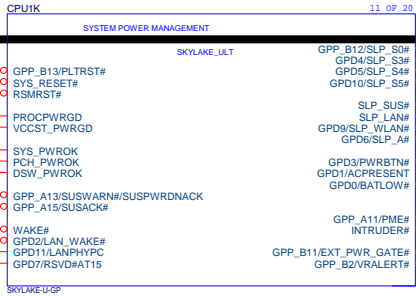 CPU1K 11 OF 20
SYSTEM POWER MANAGEMENT
SKYLAKE_ULT
GPP_B12/SLP_S0#
GPD4/SLP_S3#
GPP_B13/PLTRST# GPD5/SLP_S4#
SYS_RESET# GPD10/SLP_S5#
RSMRST#
SLP_SUS#
PROCPWRGD SLP_LAN#
VCCST_PWRGD GPD9/SLP_WLAN#
GPD6/SLP_A#
SYS_PWROK
PCH_PWROK GPD3/PWRBTN#
DSW_PWROK GPD1/ACPRESENT
GPD0/BATLOW#
GPP_A13/SUSWARN#/SUSPWRDNACK
GPP_A15/SUSACK#
GPP_A11/PME#
WAKE# INTRUDER#
GPD2/LAN_WAKE#
GPD11/LANPHYPC GPP_B11/EXT_PWR_GATE#
GPD7/RSVD#AT15 GPP_B2/VRALERT#
SKYLAKE-U-GP